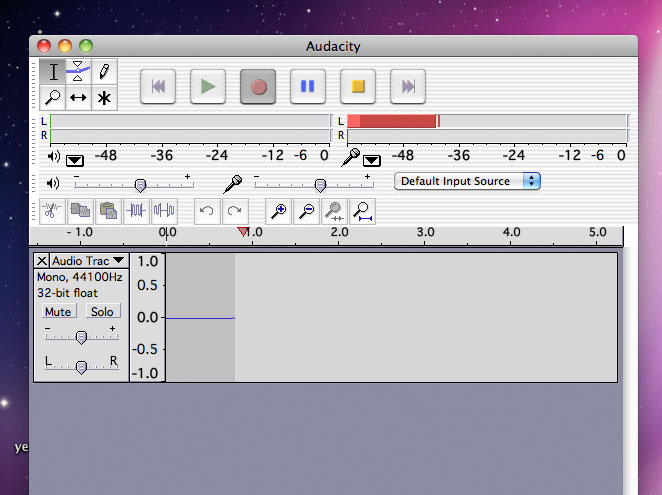 Audacity
L
R
-48 -36 -24 -12 -6 0
L
R
-48 -36 -24 -12 -6 0
- +
- +
Default Input Source
-1.0 0.0 1.0 2.0 3.0 4.0 5.0
X Audio Trac
Mono, 44100Hz
32-bit float
Mute Solo
- +
L R
1.0
0.5
0.0
-0.5
-1.0
ye